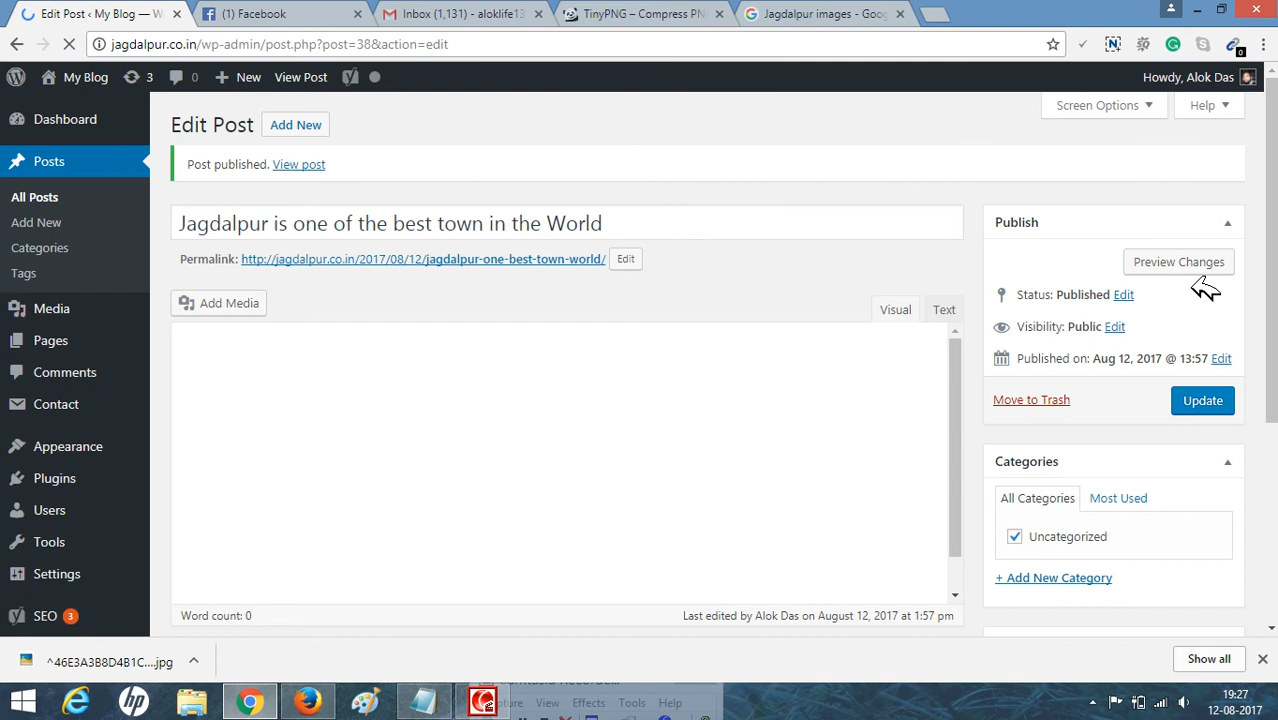 Edit Post ‹ My Blog — W
(1) Facebook
Inbox (1,131) - aloklife13
TinyPNG – Compress PN
Jagdalpur images - Goo
jagdalpur.co.in/wp-admin/post.php?post=38&action=edit
0
My Blog
3
0
New
View Post
Howdy, Alok Das
Dashboard
Posts
All Posts
Add New
Categories
Tags
Media
Pages
Comments
Contact
Appearance
Plugins
Users
Tools
Settings
SEO 3
Screen Options
Help
Edit Post
Add New
Post published. View post
Jagdalpur is one of the best town in the World
Permalink: http://jagdalpur.co.in/2017/08/12/jagdalpur-one-best-town-world/ Edit
Add Media
Visual
Text
Word count: 0
Last edited by Alok Das on August 12, 2017 at 1:57 pm
Publish
Preview Changes
Status: Published Edit
Visibility: Public Edit
Published on: Aug 12, 2017 @ 13:57 Edit
Move to Trash
Update
Categories
All Categories
Most Used
Uncategorized
+ Add New Category
^46E3A3B8D4B1C....jpg
Show all
View
Effects
Tools
Help
19:27
12-08-2017